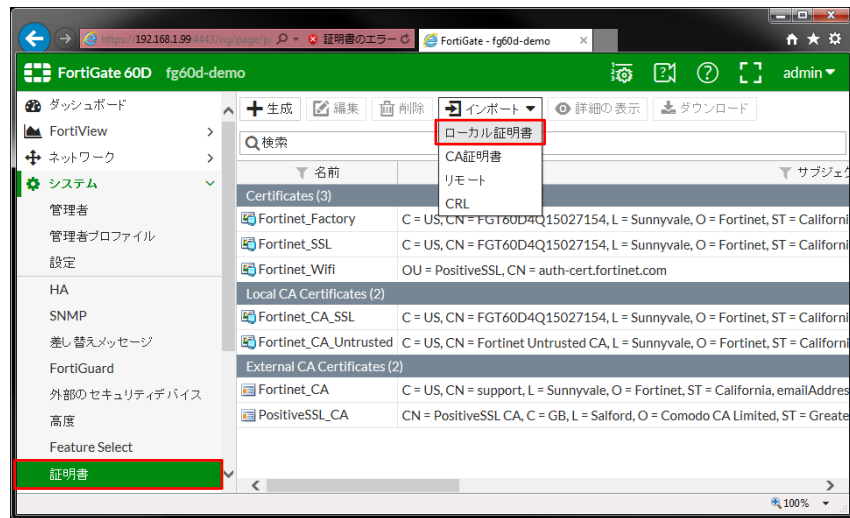 https://192.168.1.99:4443/ng/page/p/ 証明書のエラー FortiGate - fg60d-demo
FortiGate 60D fg60d-demo admin
ダッシュボード
FortiView
ネットワーク
システム
管理者
管理者プロファイル
設定
HA
SNMP
差し替えメッセージ
FortiGuard
外部のセキュリティデバイス
高度
Feature Select
証明書
生成 編集 削除 インポート 詳細の表示 ダウンロード
ローカル証明書
CA証明書
リモート
CRL
検索
名前 サブジェク
Certificates (3)
Fortinet_Factory C = US, CN = FGT60D4Q15027154, L = Sunnyvale, O = Fortinet, ST = Californi
Fortinet_SSL C = US, CN = FGT60D4Q15027154, L = Sunnyvale, O = Fortinet, ST = Californi
Fortinet_Wifi OU = PositiveSSL, CN = auth-cert.fortinet.com
Local CA Certificates (2)
Fortinet_CA_SSL C = US, CN = FGT60D4Q15027154, L = Sunnyvale, O = Fortinet, ST = Californi
Fortinet_CA_Untrusted C = US, CN = Fortinet Untrusted CA, L = Sunnyvale, O = Fortinet, ST = Californi
External CA Certificates (2)
Fortinet_CA C = US, CN = support, L = Sunnyvale, O = Fortinet, ST = California, emailAddres
PositiveSSL_CA CN = PositiveSSL CA, C = GB, L = Salford, O = Comodo CA Limited, ST = Greate
100%